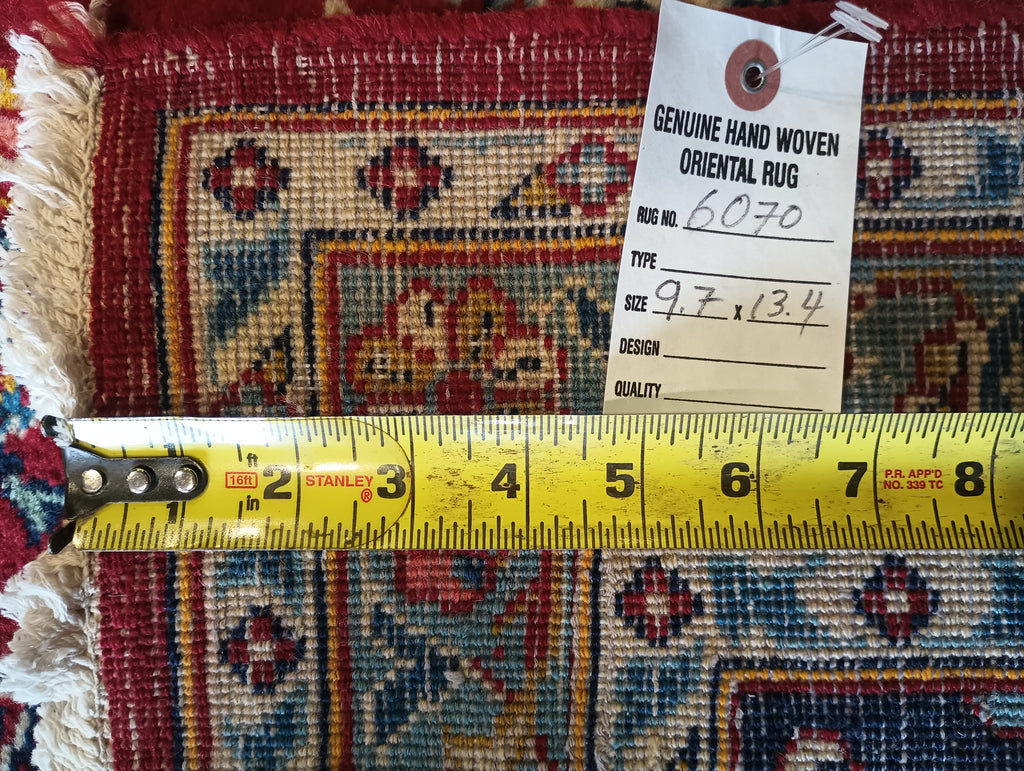 GENUINE HAND WOVEN
ORIENTAL RUG
RUG NO. 6070
TYPE
SIZE 9.7 x 13.4
DESIGN
QUALITY
1 ft 2 STANLEY® 3 4 5 6 7 P.R. APP'D 8
16ft NO. 339 TC
1 in